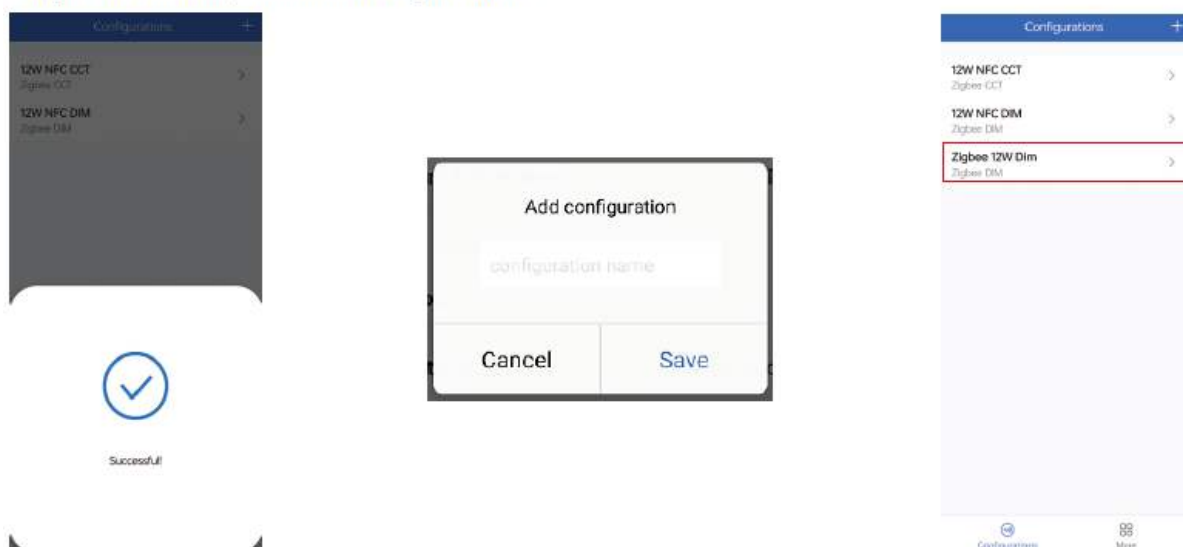 Configurations +
12W NFC CCT
Zigbee CCT
12W NFC DIM
Zigbee DIM
Successful!
Add configuration
configuration name
Cancel Save
Configurations +
12W NFC CCT
Zigbee CCT
12W NFC DIM
Zigbee DIM
Zigbee 12W Dim
Zigbee DIM
Configurations More